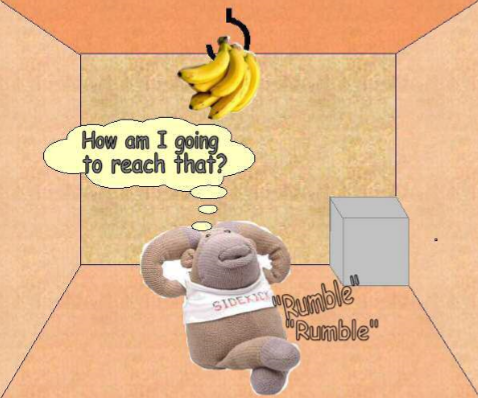 How am I going
to reach that?
SIDEKICK
"Rumble"
"Rumble"